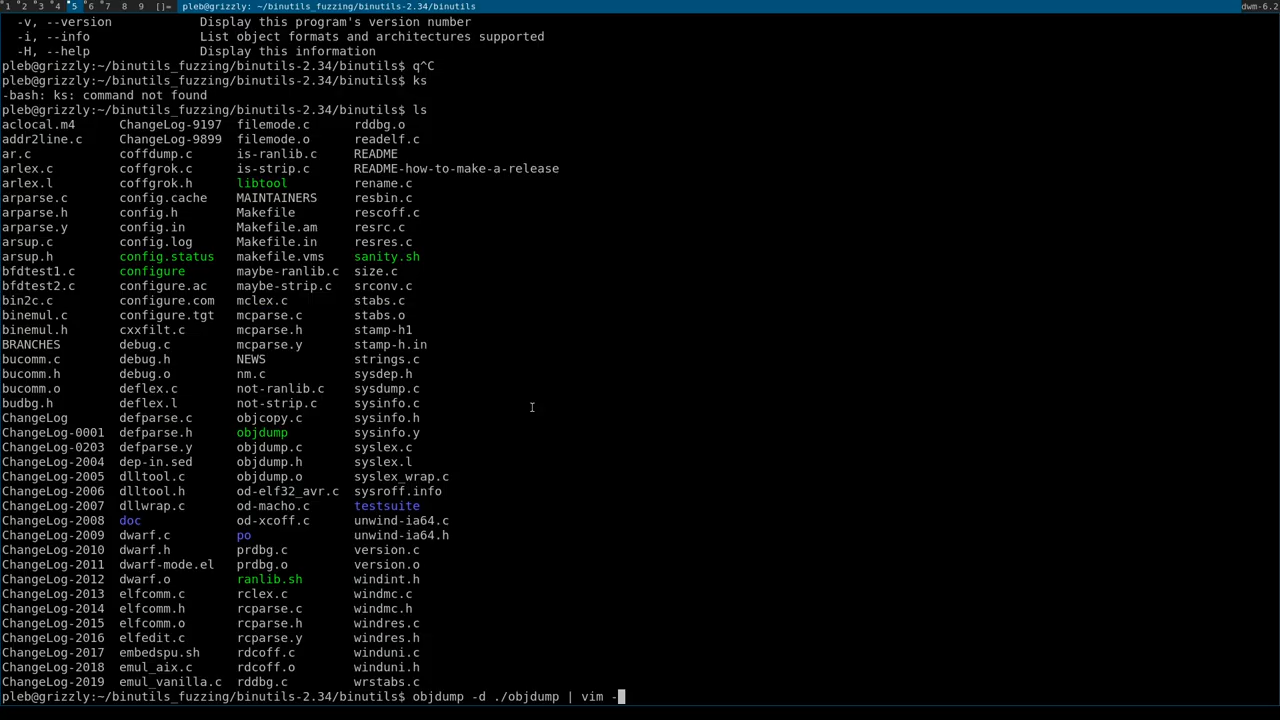 1 2 3 4 5 6 7 8 9 []= pleb@grizzly: ~/binutils_fuzzing/binutils-2.34/binutils dwm-6.2
-v, --version Display this program's version number
-i, --info List object formats and architectures supported
-H, --help Display this information
pleb@grizzly:~/binutils_fuzzing/binutils-2.34/binutils$ q^C
pleb@grizzly:~/binutils_fuzzing/binutils-2.34/binutils$ ks
-bash: ks: command not found
pleb@grizzly:~/binutils_fuzzing/binutils-2.34/binutils$ ls
aclocal.m4 ChangeLog-9197 filemode.c rddbg.o
addr2line.c ChangeLog-9899 filemode.o readelf.c
ar.c coffdump.c is-ranlib.c README
arlex.c coffgrok.c is-strip.c README-how-to-make-a-release
arlex.l coffgrok.h libtool rename.c
arparse.c config.cache MAINTAINERS resbin.c
arparse.h config.h Makefile rescoff.c
arparse.y config.in Makefile.am resrc.c
arsup.c config.log Makefile.in resres.c
arsup.h config.status makefile.vms sanity.sh
bfdtest1.c configure maybe-ranlib.c size.c
bfdtest2.c configure.ac maybe-strip.c srconv.c
bin2c.c configure.com mclex.c stabs.c
binemul.c configure.tgt mcparse.c stabs.o
binemul.h cxxfilt.c mcparse.h stamp-h1
BRANCHES debug.c mcparse.y stamp-h.in
bucomm.c debug.h NEWS strings.c
bucomm.h debug.o nm.c sysdep.h
bucomm.o deflex.c not-ranlib.c sysdump.c
budbg.h deflex.l not-strip.c sysinfo.c
ChangeLog defparse.c objcopy.c sysinfo.h
ChangeLog-0001 defparse.h objdump sysinfo.y
ChangeLog-0203 defparse.y objdump.c syslex.c
ChangeLog-2004 dep-in.sed objdump.h syslex.l
ChangeLog-2005 dlltool.c objdump.o syslex_wrap.c
ChangeLog-2006 dlltool.h od-elf32_avr.c sysroff.info
ChangeLog-2007 dllwrap.c od-macho.c testsuite
ChangeLog-2008 doc od-xcoff.c unwind-ia64.c
ChangeLog-2009 dwarf.c po unwind-ia64.h
ChangeLog-2010 dwarf.h prdbg.c version.c
ChangeLog-2011 dwarf-mode.el prdbg.o version.o
ChangeLog-2012 dwarf.o ranlib.sh windint.h
ChangeLog-2013 elfcomm.c rclex.c windmc.c
ChangeLog-2014 elfcomm.h rcparse.c windmc.h
ChangeLog-2015 elfcomm.o rcparse.h windres.c
ChangeLog-2016 elfedit.c rcparse.y windres.h
ChangeLog-2017 embedspu.sh rdcoff.c winduni.c
ChangeLog-2018 emul_aix.c rdcoff.o winduni.h
ChangeLog-2019 emul_vanilla.c rddbg.c wrstabs.c
pleb@grizzly:~/binutils_fuzzing/binutils-2.34/binutils$ objdump -d ./objdump | vim -